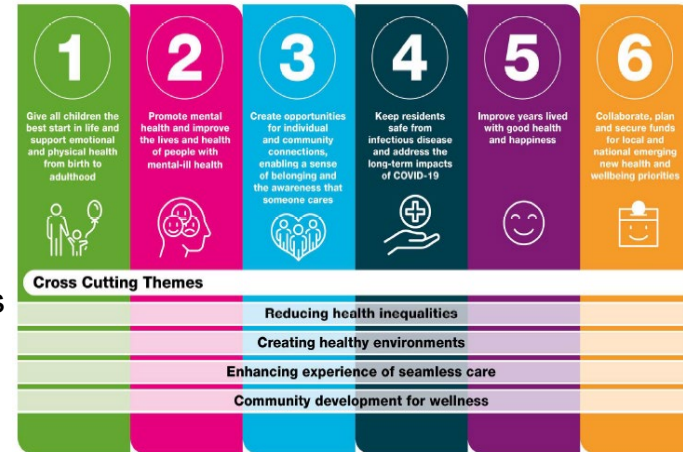 1
Give all children the
best start in life and
support emotional
and physical health
from birth to
adulthood
2
Promote mental
health and improve
the lives and health
of people with
mental-ill health
3
Create opportunities
for individual
and community
connections,
enabling a sense
of belonging and
the awareness that
someone cares
4
Keep residents
safe from
infectious disease
and address the
long-term impacts
of COVID-19
5
Improve years lived
with good health
and happiness
6
Collaborate, plan
and secure funds
for local and
national emerging
new health and
wellbeing priorities
Cross Cutting Themes
s
Reducing health inequalities
Creating healthy environments
Enhancing experience of seamless care
Community development for wellness